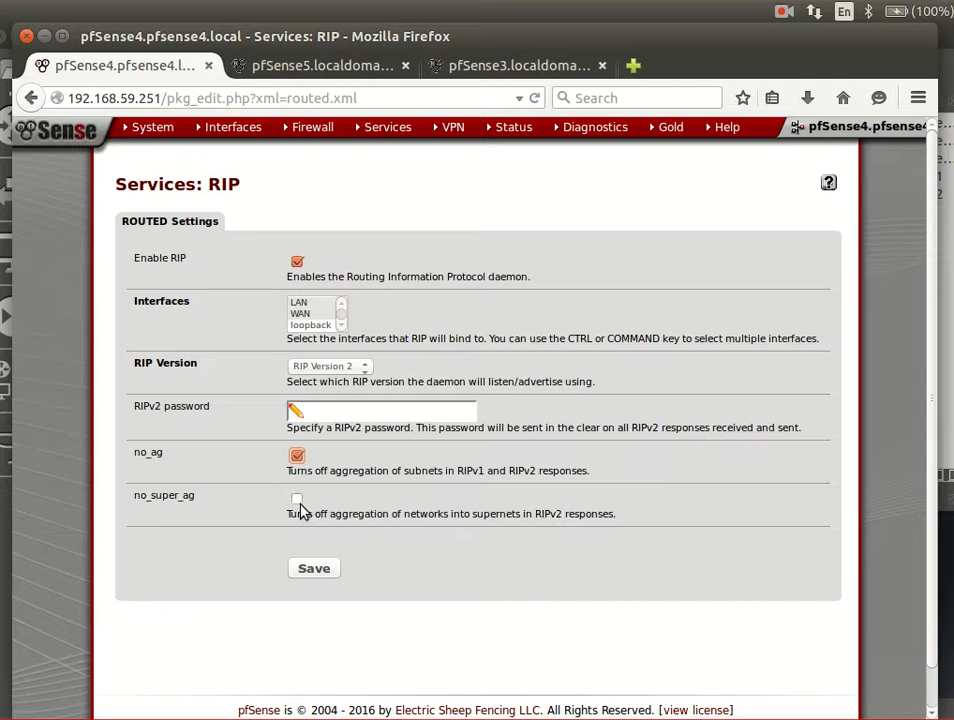 En
(100%)
pfSense4.pfsense4.local - Services: RIP - Mozilla Firefox
pfSense4.pfsense4.l... × pfSense5.localdoma... × pfSense3.localdoma... ×
192.168.59.251/pkg_edit.php?xml=routed.xml
Search
Sense
System
Interfaces
Firewall
Services
VPN
Status
Diagnostics
Gold
Help
pfSense4.pfsense4
Services: RIP
?
ROUTED Settings
Enable RIP
Enables the Routing Information Protocol daemon.
Interfaces
LAN
WAN
loopback
Select the interfaces that RIP will bind to. You can use the CTRL or COMMAND key to select multiple interfaces.
RIP Version
RIP Version 2
Select which RIP version the daemon will listen/advertise using.
RIPv2 password
Specify a RIPv2 password. This password will be sent in the clear on all RIPv2 responses received and sent.
no_ag
Turns off aggregation of subnets in RIPv1 and RIPv2 responses.
no_super_ag
Turns off aggregation of networks into supernets in RIPv2 responses.
Save
pfSense is © 2004 - 2016 by Electric Sheep Fencing LLC. All Rights Reserved. [view license]